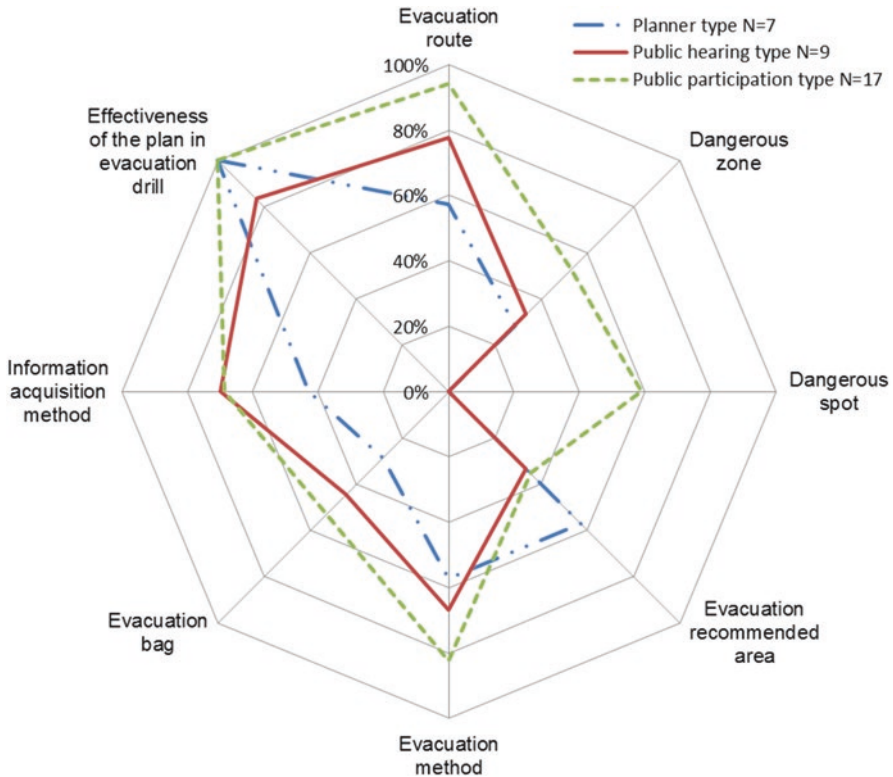 Evacuation
route
Planner type N=7
Public hearing type N=9
Public participation type N=17
100%
80%
60%
40%
20%
0%
Effectiveness
of the plan in
evacuation
drill
Dangerous
zone
Information
acquisition
method
Dangerous
spot
Evacuation
bag
Evacuation
recommended
area
Evacuation
method